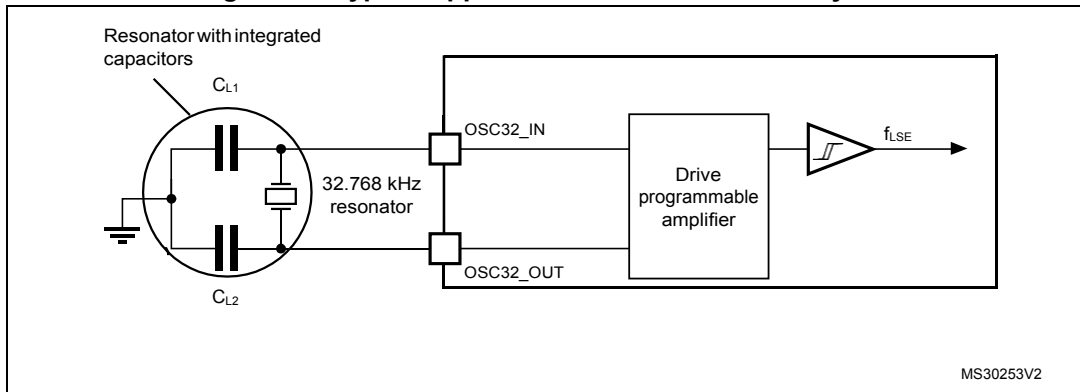 Resonator with integrated
capacitors
CL1
OSC32_IN
fLSE
Drive
programmable
amplifier
32.768 kHz
resonator
OSC32_OUT
CL2
MS30253V2